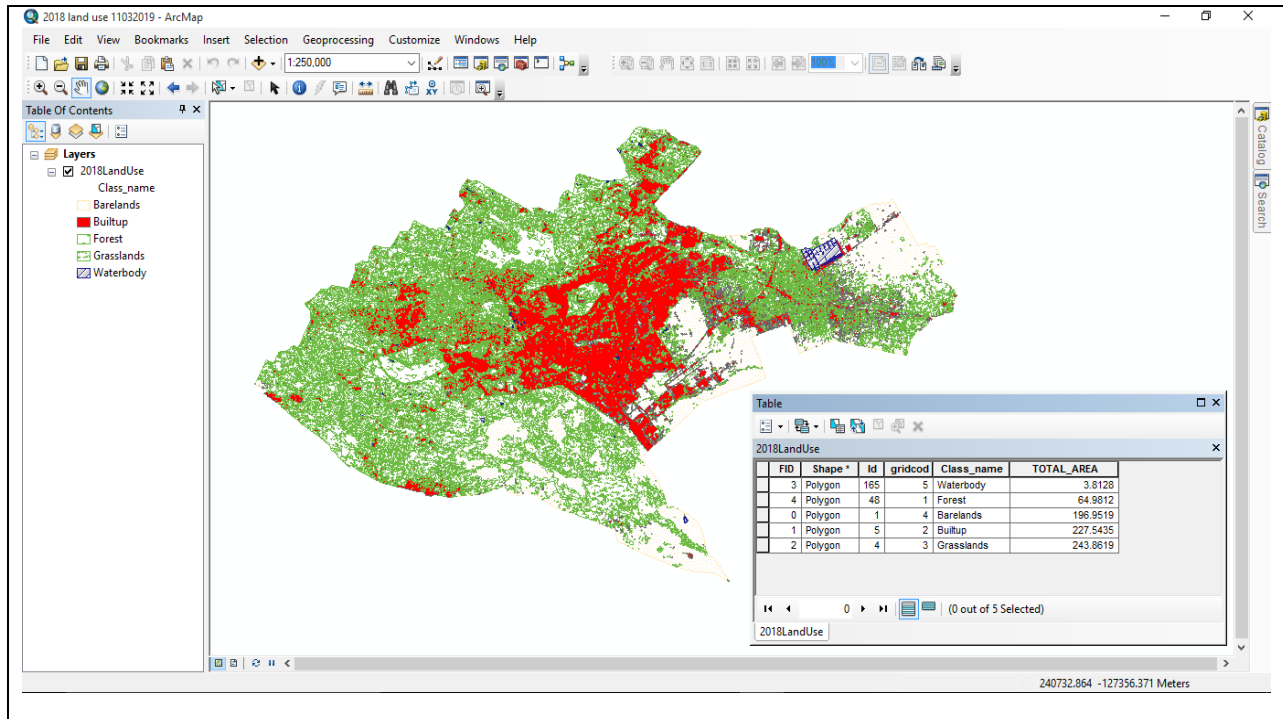 2018 land use 11032019 - ArcMap
File Edit View Bookmarks Insert Selection Geoprocessing Customize Windows Help
1:250,000
100%
Table Of Contents
Layers
2018LandUse
Class_name
Barelands
Builtup
Forest
Grasslands
Waterbody
Catalog
Search
Table
2018LandUse
FID Shape * Id gridcod Class_name TOTAL_AREA
3 Polygon 165 5 Waterbody 3.8128
4 Polygon 48 1 Forest 64.9812
0 Polygon 1 4 Barelands 196.9519
1 Polygon 5 2 Builtup 227.5435
2 Polygon 4 3 Grasslands 243.8619
0 (0 out of 5 Selected)
2018LandUse
240732.864 -127356.371 Meters